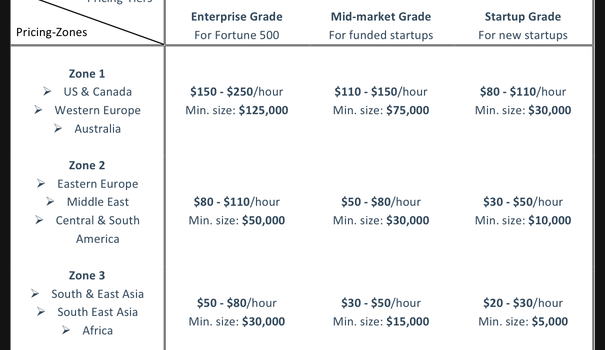 Pricing-Tiers
Enterprise Grade Mid-market Grade Startup Grade
For Fortune 500 For funded startups For new startups
Pricing-Zones
Zone 1
➢ US & Canada
$150 - $250/hour $110 - $150/hour $80 - $110/hour
➢ Western Europe
Min. size: $125,000 Min. size: $75,000 Min. size: $30,000
➢ Australia
Zone 2
➢ Eastern Europe
➢ Middle East
$80 - $110/hour $50 - $80/hour $30 - $50/hour
➢ Central & South
Min. size: $50,000 Min. size: $30,000 Min. size: $10,000
America
Zone 3
➢ South & East Asia
$50 - $80/hour $30 - $50/hour $20 - $30/hour
➢ South East Asia
Min. size: $30,000 Min. size: $15,000 Min. size: $5,000
➢ Africa